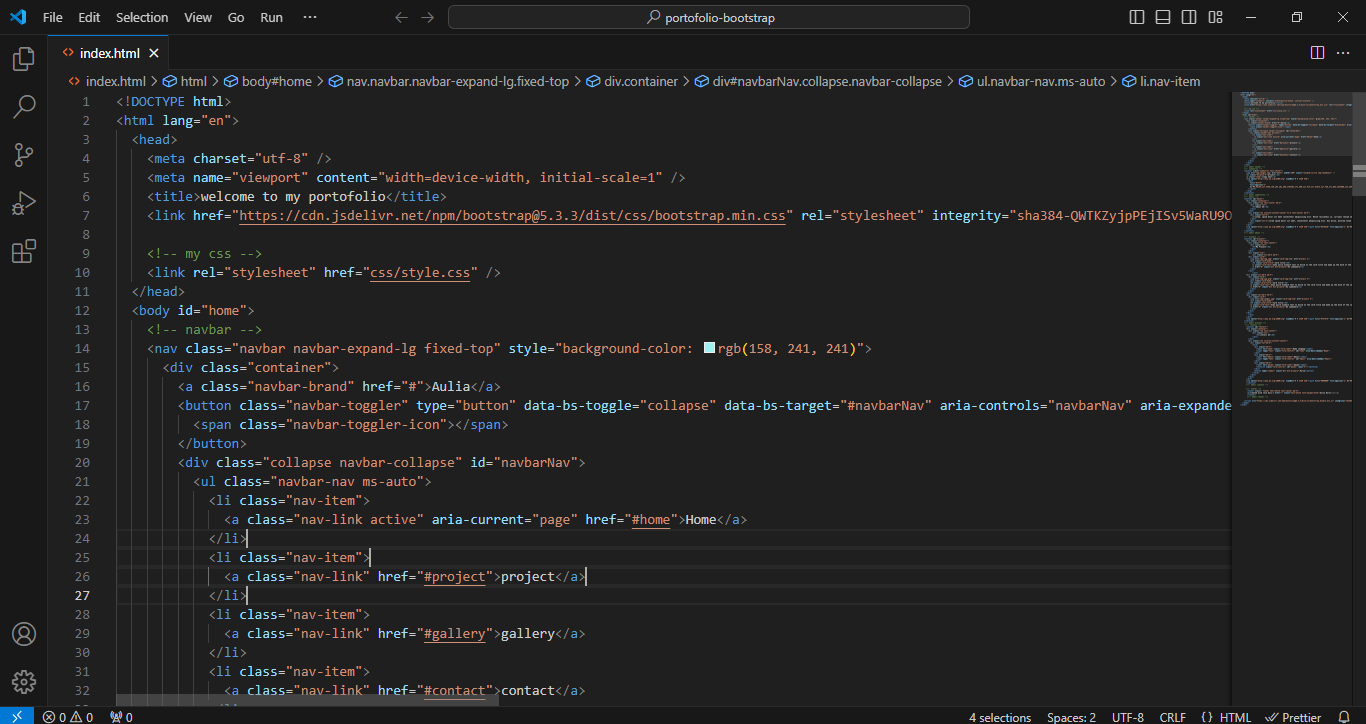 File Edit Selection View Go Run ··· portofolio-bootstrap
index.html
index.html > html > body#home > nav.navbar.navbar-expand-lg.fixed-top > div.container > div#navbarNav.collapse.navbar-collapse > ul.navbar-nav.ms-auto > li.nav-item
1 <!DOCTYPE html>
2 <html lang="en">
3 <head>
4 <meta charset="utf-8" />
5 <meta name="viewport" content="width=device-width, initial-scale=1" />
6 <title>welcome to my portofolio</title>
7 <link href="https://cdn.jsdelivr.net/npm/bootstrap@5.3.3/dist/css/bootstrap.min.css" rel="stylesheet" integrity="sha384-QWTKZyjpPEjISv5WaRU9O
8
9 <!-- my css -->
10 <link rel="stylesheet" href="css/style.css" />
11 </head>
12 <body id="home">
13 <!-- navbar -->
14 <nav class="navbar navbar-expand-lg fixed-top" style="background-color: rgb(158, 241, 241)">
15 <div class="container">
16 <a class="navbar-brand" href="#">Aulia</a>
17 <button class="navbar-toggler" type="button" data-bs-toggle="collapse" data-bs-target="#navbarNav" aria-controls="navbarNav" aria-expande
18 <span class="navbar-toggler-icon"></span>
19 </button>
20 <div class="collapse navbar-collapse" id="navbarNav">
21 <ul class="navbar-nav ms-auto">
22 <li class="nav-item">
23 <a class="nav-link active" aria-current="page" href="#home">Home</a>
24 </li>
25 <li class="nav-item">
26 <a class="nav-link" href="#project">project</a>
27 </li>
28 <li class="nav-item">
29 <a class="nav-link" href="#gallery">gallery</a>
30 </li>
31 <li class="nav-item">
32 <a class="nav-link" href="#contact">contact</a>
0 0 0 4 selections Spaces: 2 UTF-8 CRLF {} HTML Prettier